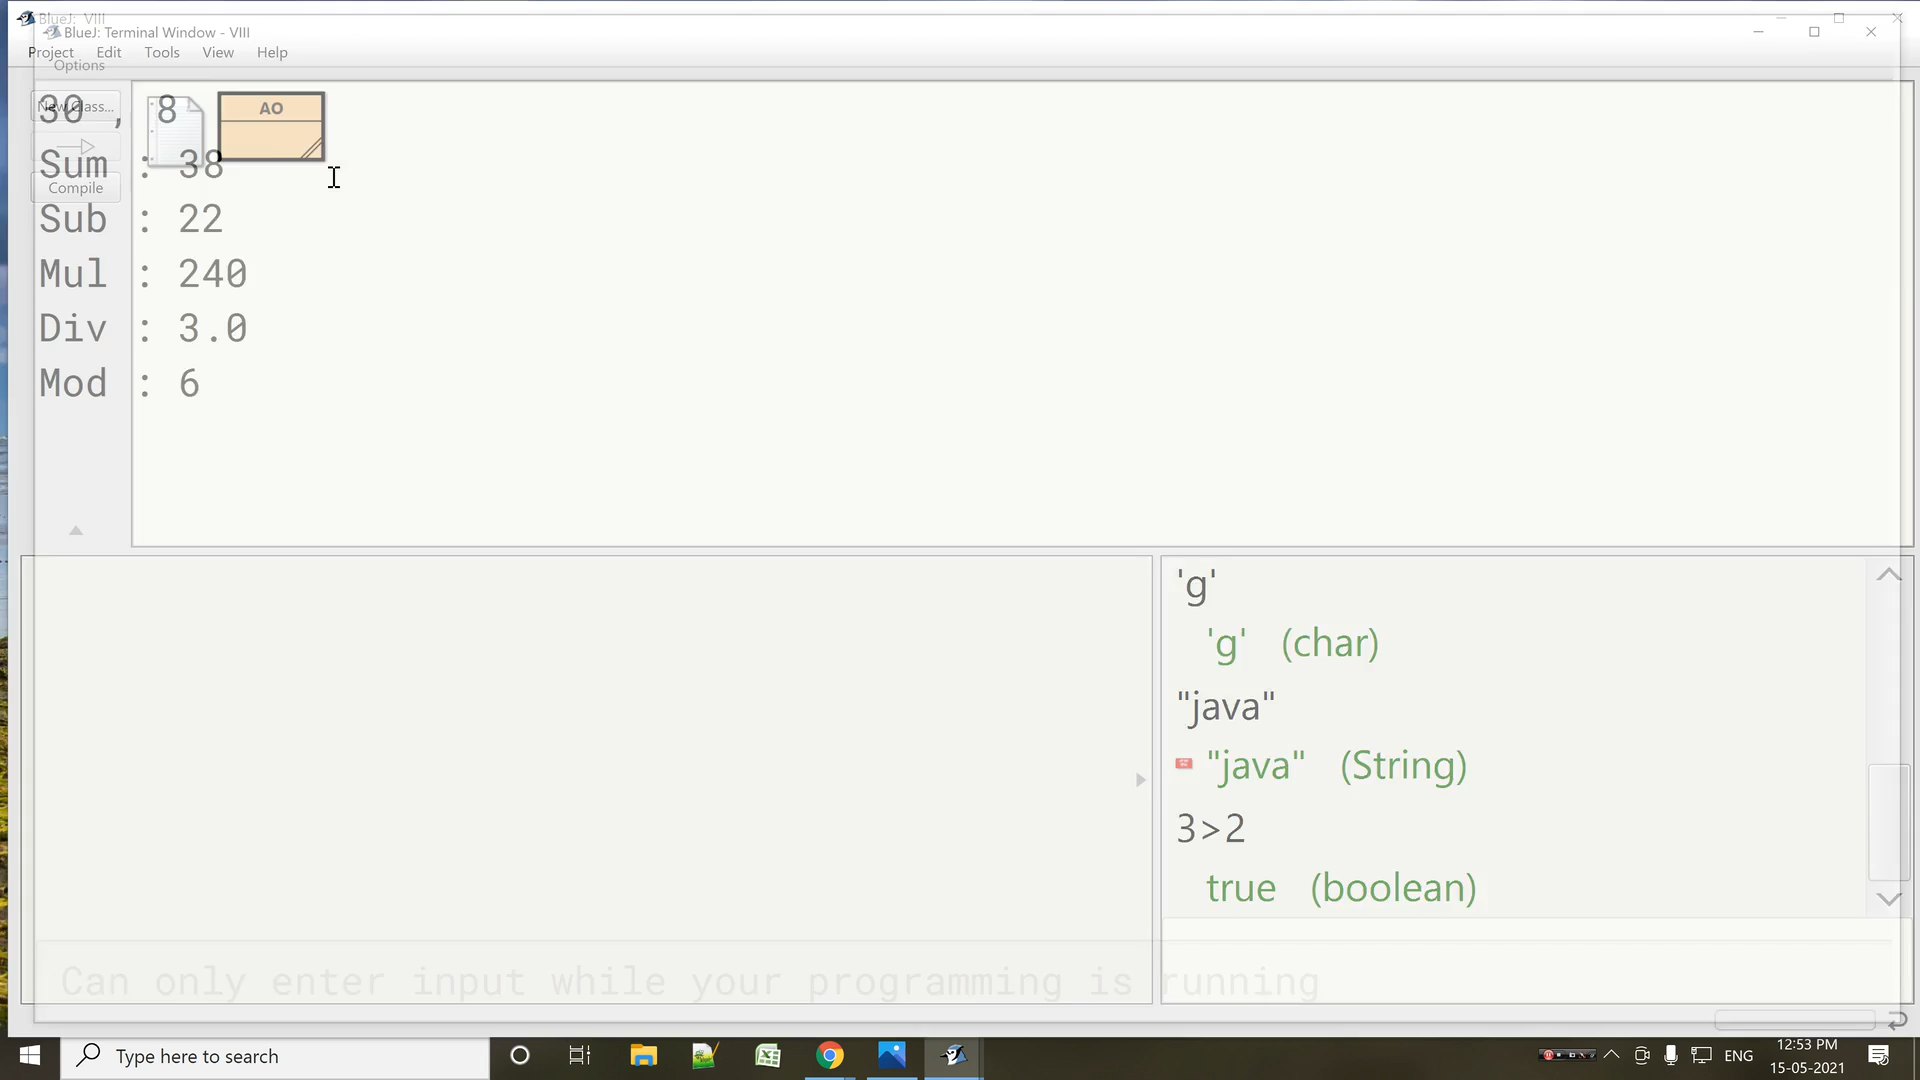 BlueJ: VIII
BlueJ: Terminal Window - VIII
Project Edit Tools View Help
Options
New Class...
30 , 8
AO
Sum : 38
Compile
Sub : 22
Mul : 240
Div : 3.0
Mod : 6
'g'
'g' (char)
"java"
"java" (String)
3>2
true (boolean)
Can only enter input while your programming is running
Type here to search
ENG
12:53 PM
15-05-2021